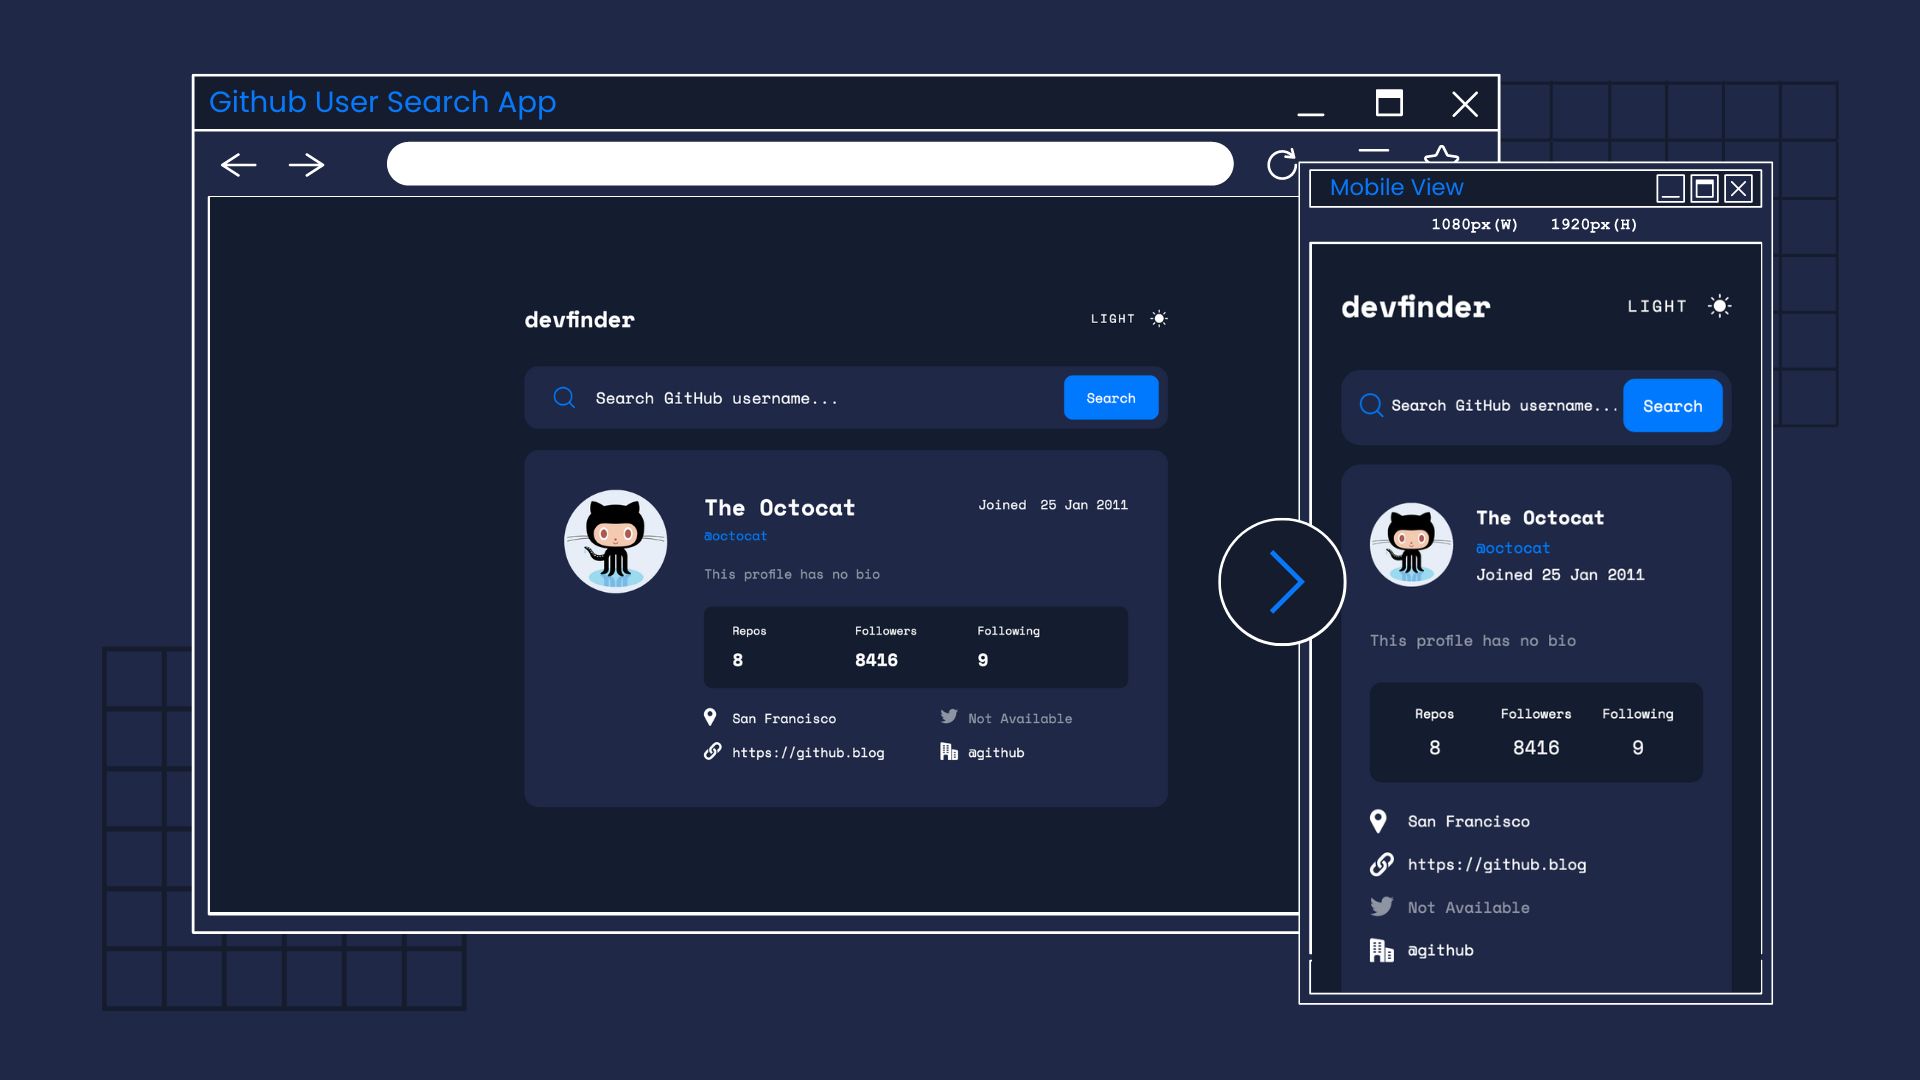 Github User Search App
devfinder
LIGHT
Search GitHub username...
Search
The Octocat
Joined 25 Jan 2011
@octocat
This profile has no bio
Repos Followers Following
8 8416 9
San Francisco Not Available
https://github.blog @github
Mobile View
1080px(W) 1920px(H)
devfinder
LIGHT
Search GitHub username...
Search
The Octocat
@octocat
Joined 25 Jan 2011
This profile has no bio
Repos Followers Following
8 8416 9
San Francisco
https://github.blog
Not Available
@github